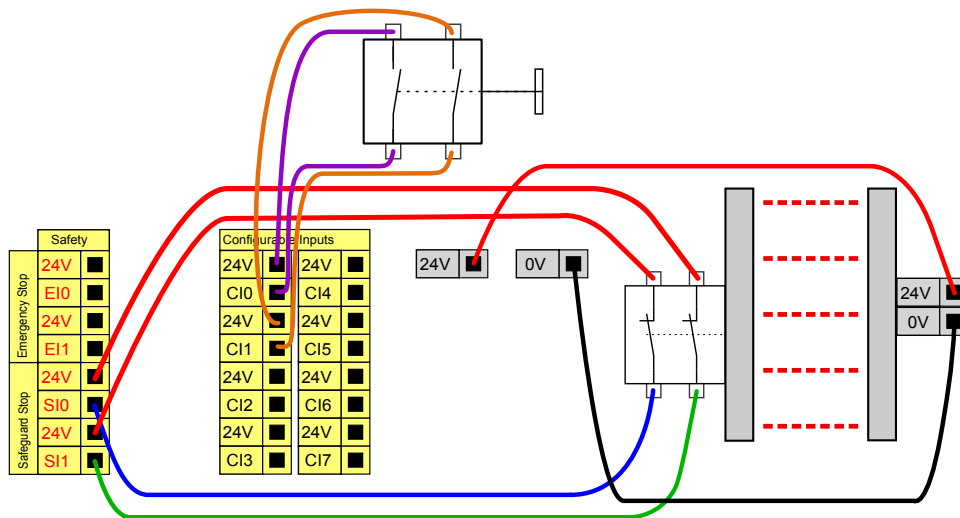 Safety
Emergency Stop
24V
EI0
24V
EI1
Safeguard Stop
24V
SI0
24V
SI1
Configurable Inputs
24V 24V
CI0 CI4
24V 24V
CI1 CI5
24V 24V
CI2 CI6
24V 24V
CI3 CI7
24V 0V
24V
0V